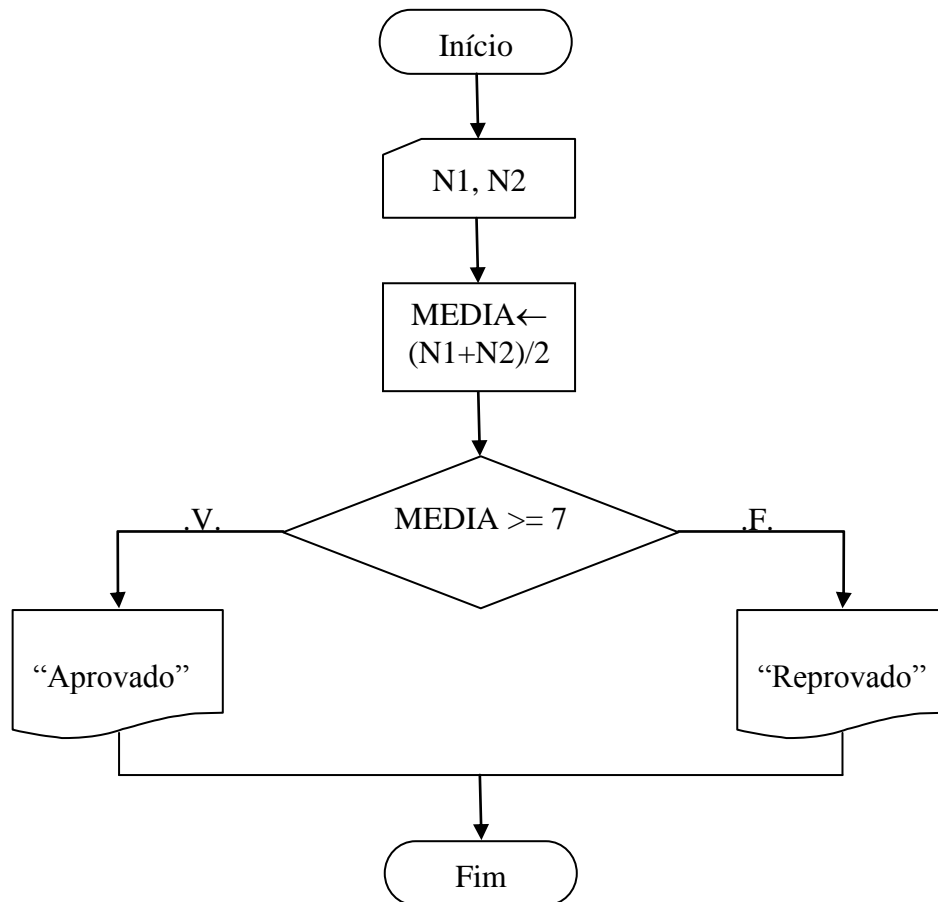 Início
N1, N2
MEDIA←
(N1+N2)/2
MEDIA >= 7
.V.
.F.
“Aprovado”
“Reprovado”
Fim